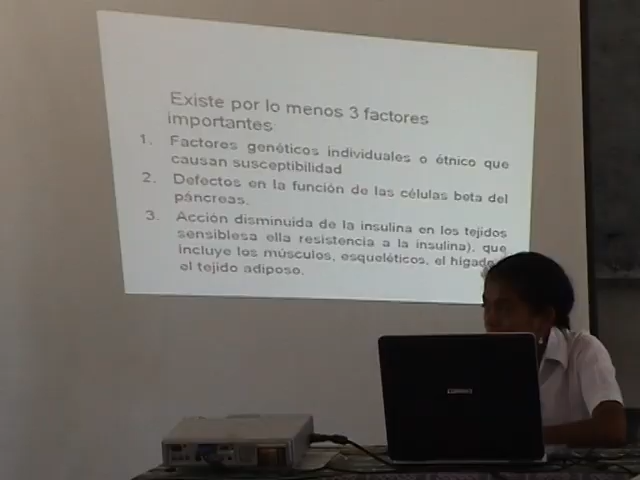 Existe por lo menos 3 factores
importantes
1. Factores genéticos individuales o étnico que
causan susceptibilidad
2. Defectos en la función de las células beta del
páncreas.
3. Acción disminuida de la insulina en los tejidos
sensiblesa ella resistencia a la insulina), que
incluye los músculos, esqueléticos, el hígado
el tejido adiposo.
COMPAQ